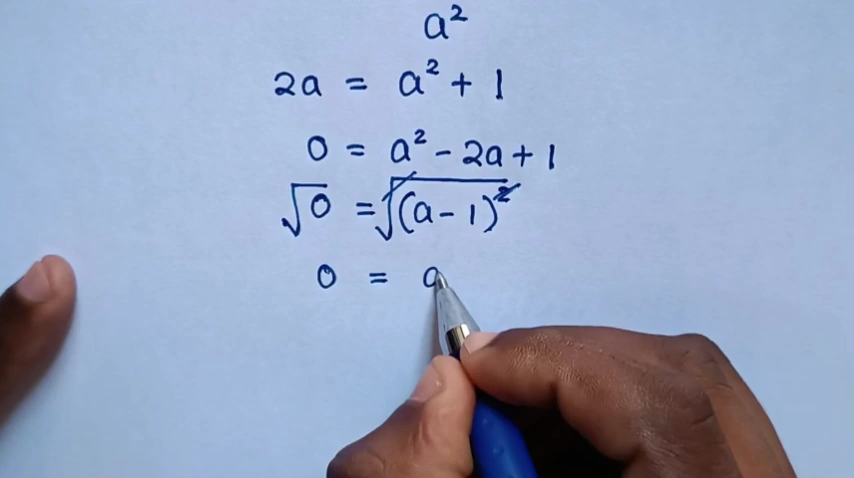 a²
2a = a² + 1
0 = a² - 2a + 1
√0 = √(a - 1)²
0 = a